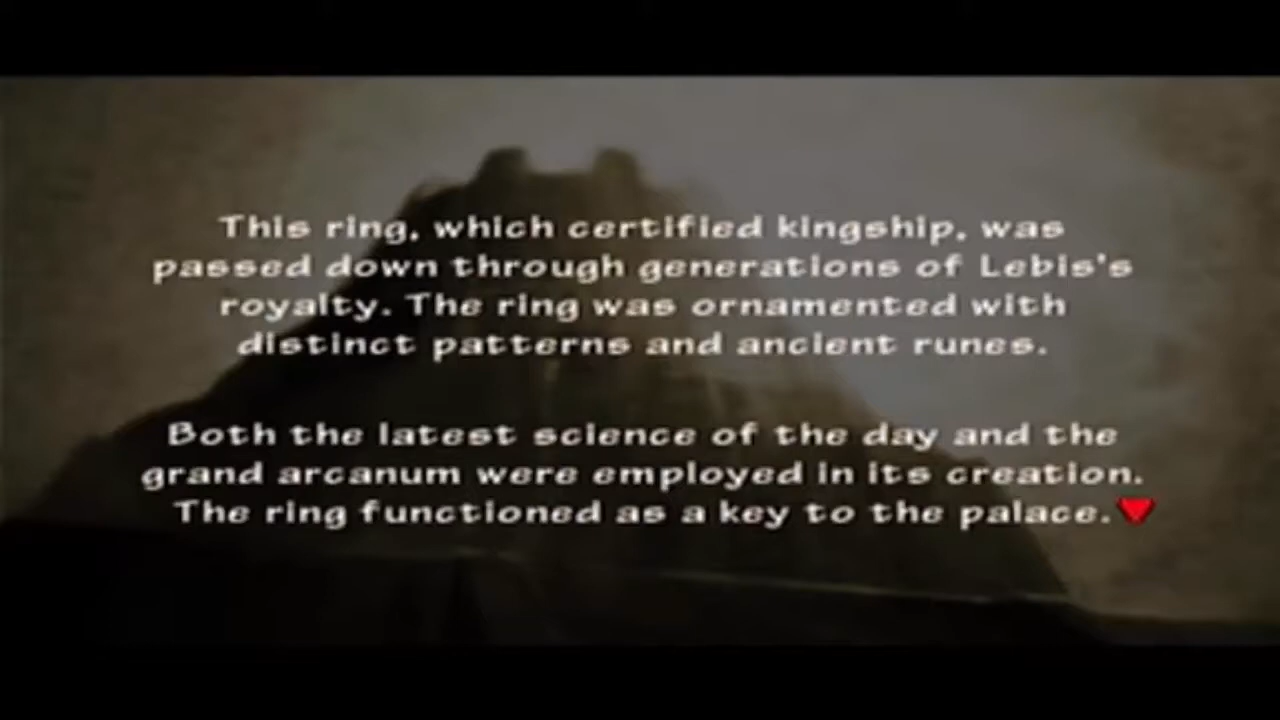 This ring, which certified kingship, was
passed down through generations of Lebis's
royalty. The ring was ornamented with
distinct patterns and ancient runes.
Both the latest science of the day and the
grand arcanum were employed in its creation.
The ring functioned as a key to the palace.